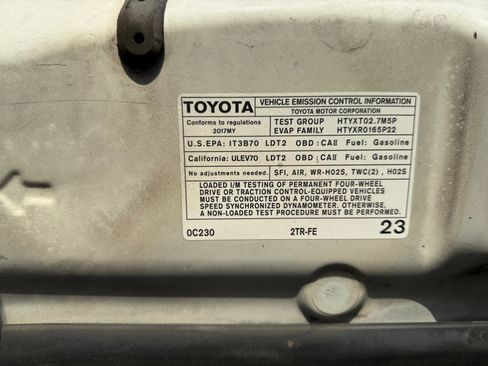 TOYOTA VEHICLE EMISSION CONTROL INFORMATION
TOYOTA MOTOR CORPORATION
Conforms to regulations TEST GROUP HTYXT02.7M5P
2017MY EVAP FAMILY HTYXR0165P22
U.S.EPA: IT3B70 LDT2 OBD:CAII Fuel: Gasoline
California: ULEV70 LDT2 OBD:CAII Fuel: Gasoline
No adjustments needed. SFI, AIR, WR-HO2S, TWC(2), HO2S
LOADED I/M TESTING OF PERMANENT FOUR-WHEEL
DRIVE OR TRACTION CONTROL-EQUIPPED VEHICLES
MUST BE CONDUCTED ON A FOUR-WHEEL DRIVE
SPEED SYNCHRONIZED DYNAMOMETER. OTHERWISE,
A NON-LOADED TEST PROCEDURE MUST BE PERFORMED.
0C230 2TR-FE 23